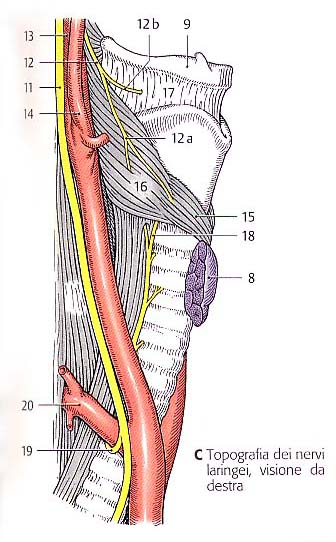 13
12 b
9
12
11
17
14
12 a
16
15
18
8
20
19
C Topografia dei nervi
laringei, visione da
destra